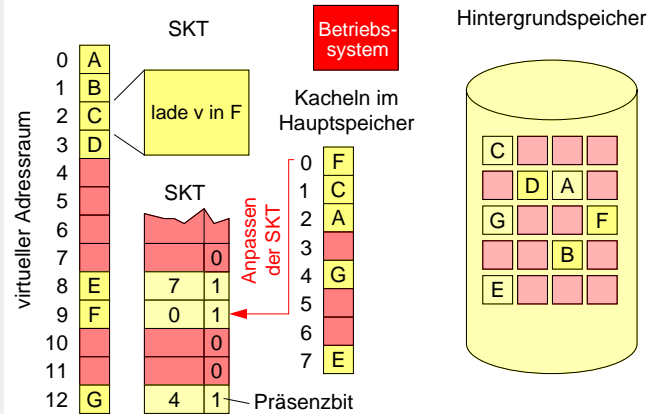 SKT
Betriebs-
system
Hintergrundspeicher
virtueller Adressraum
0 A
1 B
2 C
3 D
4
5
6
7
8 E
9 F
10
11
12 G
lade v in F
SKT
0
7 1
0 1
0
0
4 1
Präsenzbit
Anpassen
der SKT
Kacheln im
Hauptspeicher
0 F
1 C
2 A
3
4 G
5
6
7 E
C
D A
G F
B
E